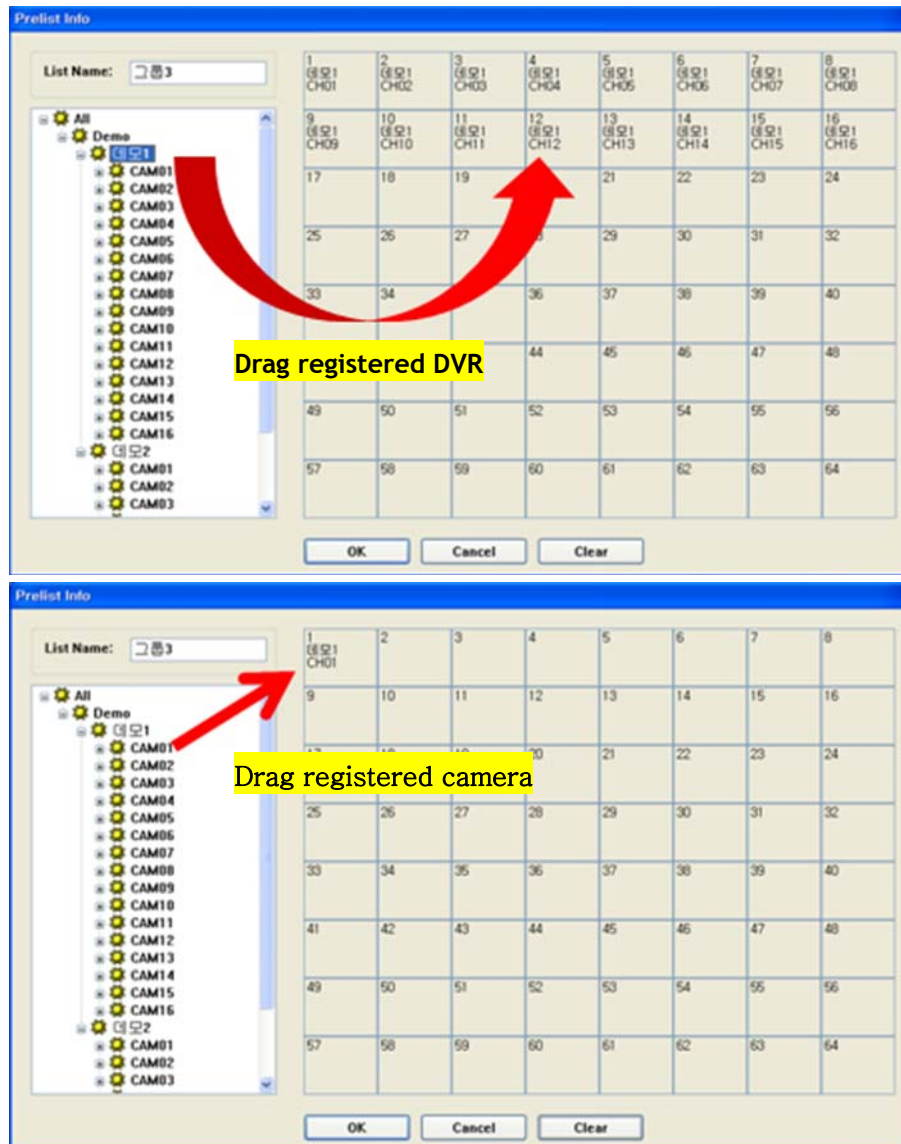 Prelist Info
List Name: 그룹3
All
Demo
데모1
CAM01
CAM02
CAM03
CAM04
CAM05
CAM06
CAM07
CAM08
CAM09
CAM10
CAM11
CAM12
CAM13
CAM14
CAM15
CAM16
데모2
CAM01
CAM02
CAM03
1 2 3 4 5 6 7 8
데모1 데모1 데모1 데모1 데모1 데모1 데모1 데모1
CH01 CH02 CH03 CH04 CH05 CH06 CH07 CH08
9 10 11 12 13 14 15 16
데모1 데모1 데모1 데모1 데모1 데모1 데모1 데모1
CH09 CH10 CH11 CH12 CH13 CH14 CH15 CH16
17 18 19 21 22 23 24
25 26 27 29 30 31 32
33 34 36 37 38 39 40
Drag registered DVR
44 45 46 47 48
49 50 51 52 53 54 55 56
57 58 59 60 61 62 63 64
OK Cancel Clear
Prelist Info
List Name: 그룹3
All
Demo
데모1
CAM01
CAM02
CAM03
CAM04
CAM05
CAM06
CAM07
CAM08
CAM09
CAM10
CAM11
CAM12
CAM13
CAM14
CAM15
CAM16
데모2
CAM01
CAM02
CAM03
1 2 3 4 5 6 7 8
데모1
CH01
9 10 11 12 13 14 15 16
21 22 23 24
Drag registered camera
25 26 27 28 29 30 31 32
33 34 35 36 37 38 39 40
41 42 43 44 45 46 47 48
49 50 51 52 53 54 55 56
57 58 59 60 61 62 63 64
OK Cancel Clear